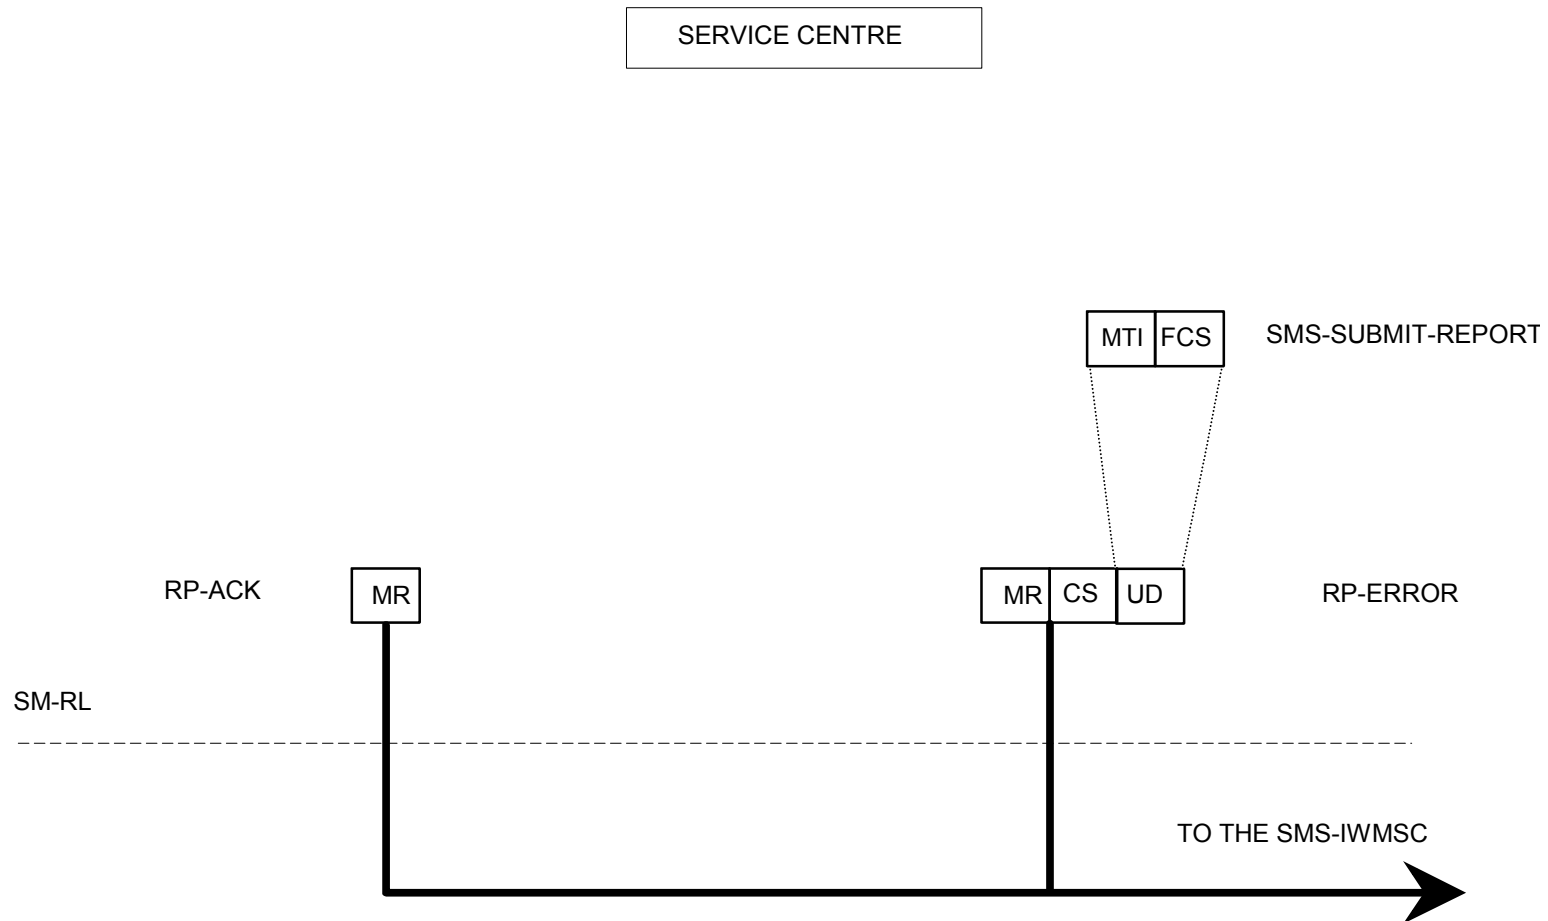 SERVICE CENTRE
MTI FCS SMS-SUBMIT-REPORT
RP-ACK MR MR CS UD RP-ERROR
SM-RL
TO THE SMS-IWMSC